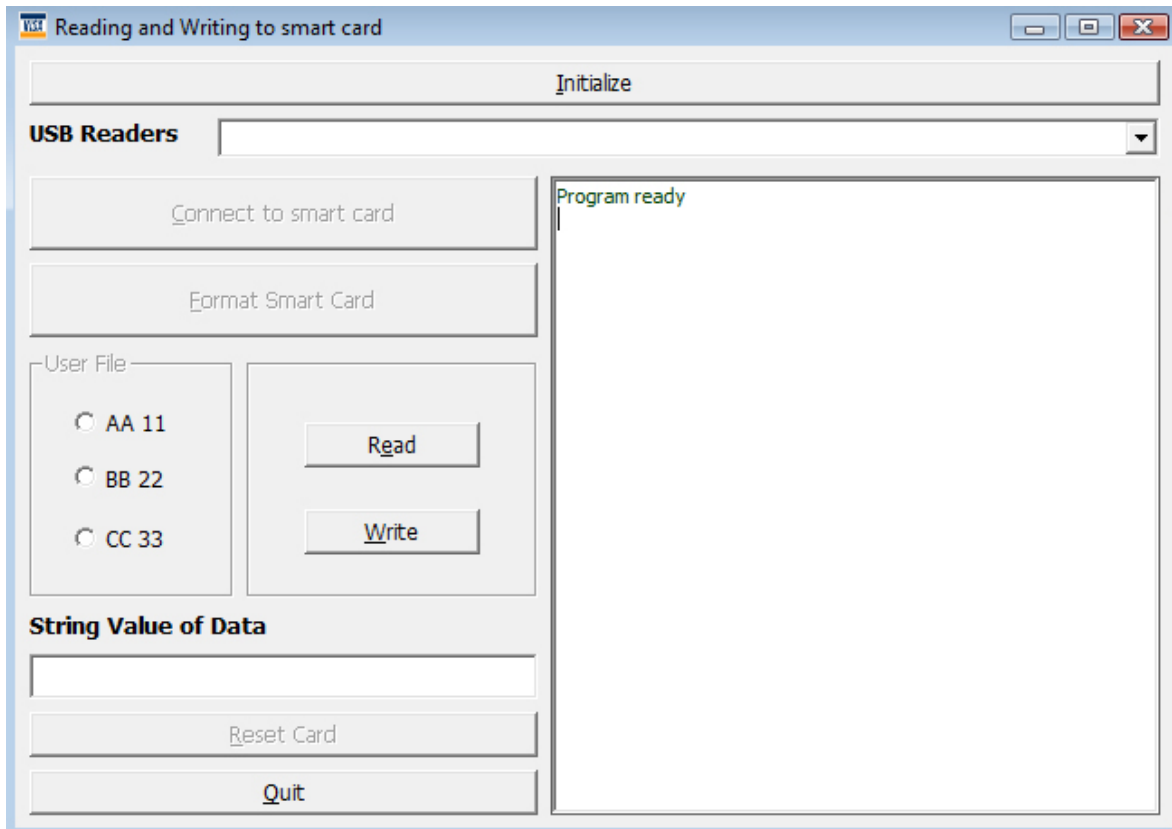 VISA Reading and Writing to smart card
Initialize
USB Readers
Connect to smart card
Program ready
Format Smart Card
User File
AA 11
BB 22
CC 33
Read
Write
String Value of Data
Reset Card
Quit